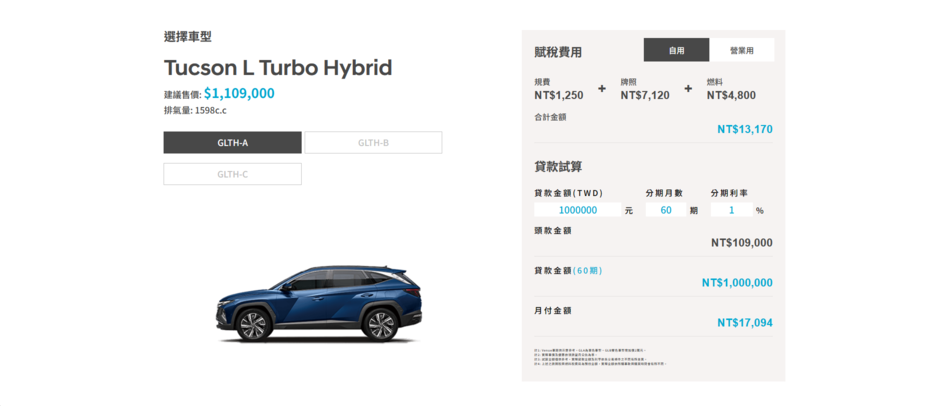 選擇車型
Tucson L Turbo Hybrid
建議售價: $1,109,000
排氣量: 1598c.c
GLTH-A
GLTH-B
GLTH-C
賦稅費用
自用
營業用
規費
牌照
燃料
NT$1,250 + NT$7,120 + NT$4,800
合計金額
NT$13,170
貸款試算
貸款金額(TWD)
分期月數
分期利率
1000000 元
60 期
1 %
頭款金額
NT$109,000
貸款金額(60期)
NT$1,000,000
月付金額
NT$17,094